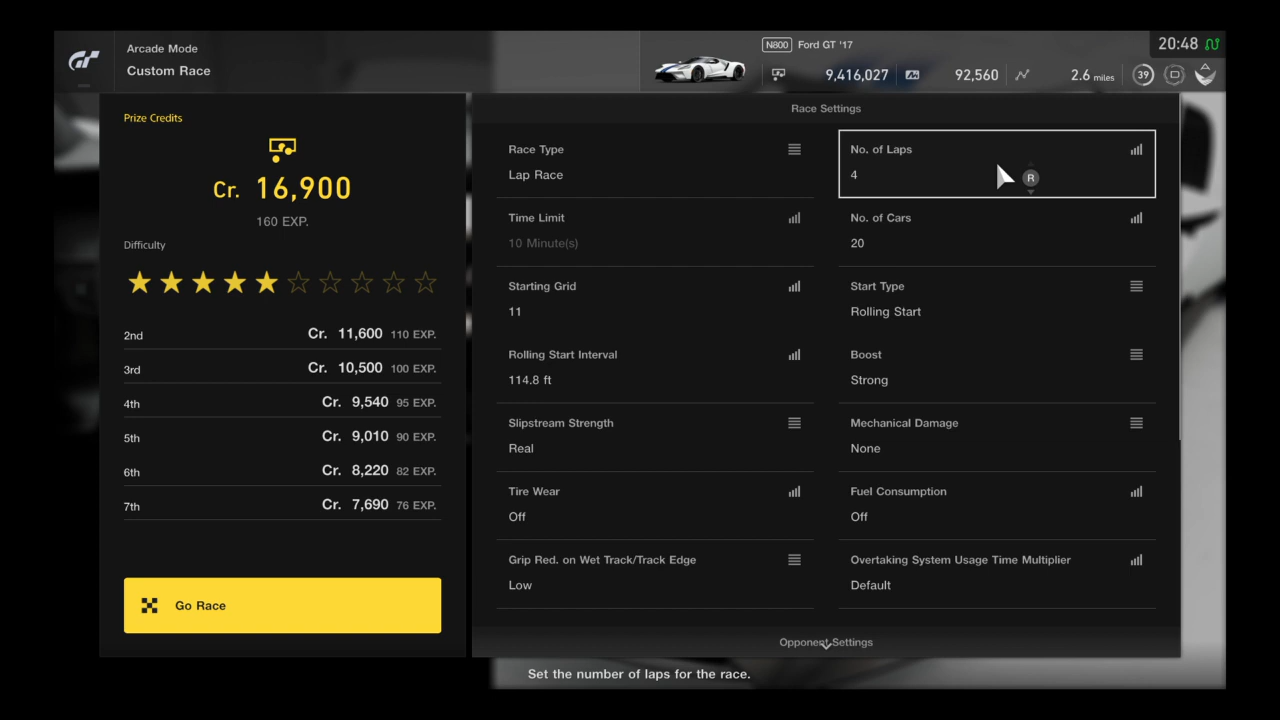 Arcade Mode
Custom Race
N800 Ford GT '17
20:48
9,416,027
92,560
2.6 miles
39
Prize Credits
Cr. 16,900
160 EXP.
Difficulty
2nd Cr. 11,600 110 EXP.
3rd Cr. 10,500 100 EXP.
4th Cr. 9,540 95 EXP.
5th Cr. 9,010 90 EXP.
6th Cr. 8,220 82 EXP.
7th Cr. 7,690 76 EXP.
Go Race
Race Settings
Race Type
Lap Race
No. of Laps
4
R
Time Limit
10 Minute(s)
No. of Cars
20
Starting Grid
11
Start Type
Rolling Start
Rolling Start Interval
114.8 ft
Boost
Strong
Slipstream Strength
Real
Mechanical Damage
None
Tire Wear
Off
Fuel Consumption
Off
Grip Red. on Wet Track/Track Edge
Low
Overtaking System Usage Time Multiplier
Default
Opponent Settings
Set the number of laps for the race.